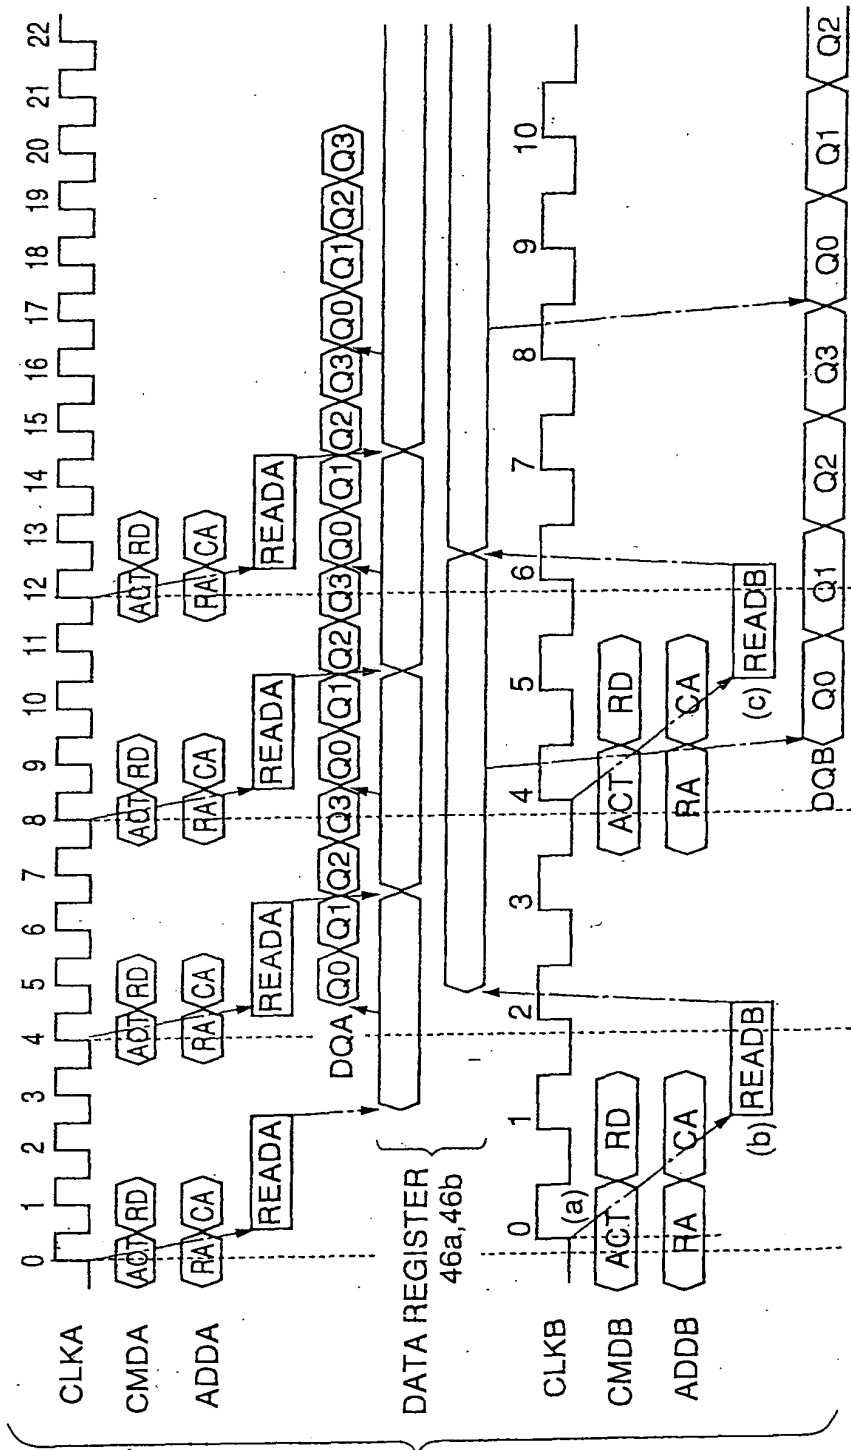 CLKA 0 1 2 3 4 5 6 7 8 9 10 11 12 13 14 15 16 17 18 19 20 21 22
CMDA ACT RD ACT RD ACT RD ACT RD
ADDA RA CA RA CA RA CA RA CA
READA READA READA READA
DQA Q0 Q1 Q2 Q3 Q0 Q1 Q2 Q3 Q0 Q1 Q2 Q3 Q0 Q1 Q2 Q3
DATA REGISTER
46a,46b
CLKB 0 1 2 3 4 5 6 7 8 9 10
(a)
CMDB ACT RD ACT RD
ADDB RA CA RA CA
(b) READB (c) READB
DQB Q0 Q1 Q2 Q3 Q0 Q1 Q2